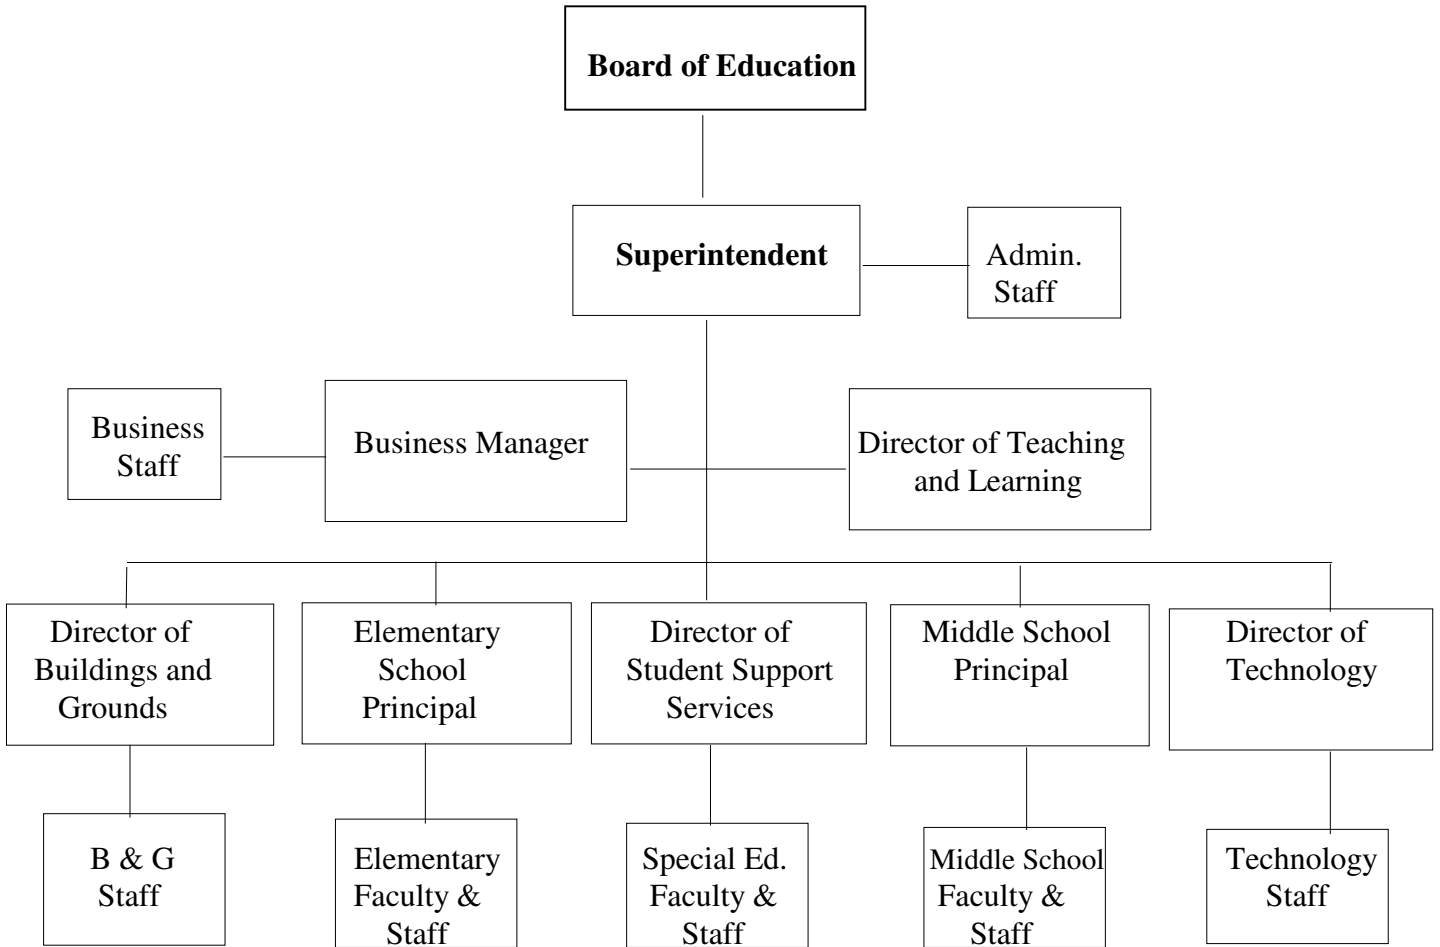 Board of Education
Superintendent
Admin.
Staff
Business
Staff
Business Manager
Director of Teaching
and Learning
Director of
Buildings and
Grounds
Elementary
School
Principal
Director of
Student Support
Services
Middle School
Principal
Director of
Technology
B & G
Staff
Elementary
Faculty &
Staff
Special Ed.
Faculty &
Staff
Middle School
Faculty &
Staff
Technology
Staff